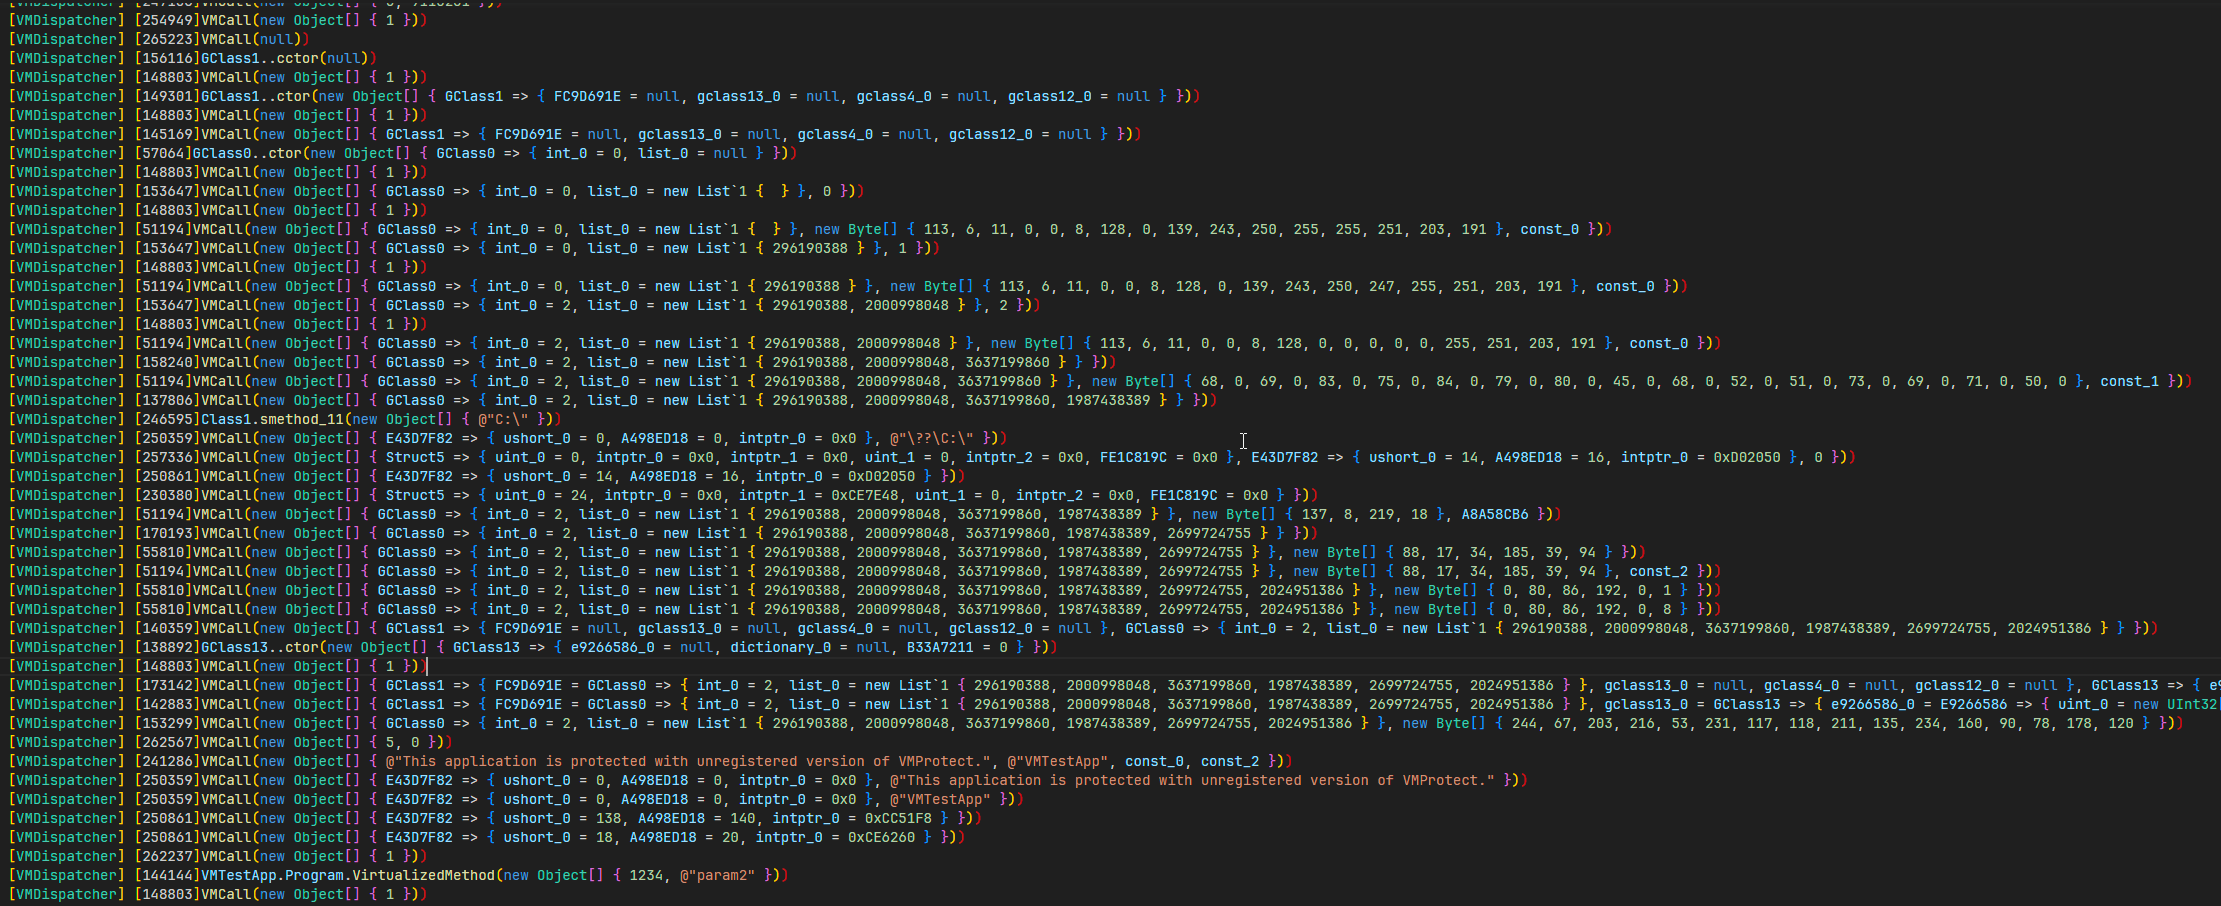 [VMDispatcher] [254949]VMCall(new Object[] { 1 }))
[VMDispatcher] [265223]VMCall(null))
[VMDispatcher] [156116]GClass1..cctor(null))
[VMDispatcher] [148803]VMCall(new Object[] { 1 }))
[VMDispatcher] [149301]GClass1..ctor(new Object[] { GClass1 => { FC9D691E = null, gclass13_0 = null, gclass4_0 = null, gclass12_0 = null } }))
[VMDispatcher] [148803]VMCall(new Object[] { 1 }))
[VMDispatcher] [145169]VMCall(new Object[] { GClass1 => { FC9D691E = null, gclass13_0 = null, gclass4_0 = null, gclass12_0 = null } }))
[VMDispatcher] [57064]GClass0..ctor(new Object[] { GClass0 => { int_0 = 0, list_0 = null } }))
[VMDispatcher] [148803]VMCall(new Object[] { 1 }))
[VMDispatcher] [153647]VMCall(new Object[] { GClass0 => { int_0 = 0, list_0 = new List`1 {  } }, 0 }))
[VMDispatcher] [148803]VMCall(new Object[] { 1 }))
[VMDispatcher] [51194]VMCall(new Object[] { GClass0 => { int_0 = 0, list_0 = new List`1 {  } }, new Byte[] { 113, 6, 11, 0, 0, 8, 128, 0, 139, 243, 250, 255, 255, 251, 203, 191 }, const_0 }))
[VMDispatcher] [153647]VMCall(new Object[] { GClass0 => { int_0 = 0, list_0 = new List`1 { 296190388 } }, 1 }))
[VMDispatcher] [148803]VMCall(new Object[] { 1 }))
[VMDispatcher] [51194]VMCall(new Object[] { GClass0 => { int_0 = 0, list_0 = new List`1 { 296190388 } }, new Byte[] { 113, 6, 11, 0, 0, 8, 128, 0, 139, 243, 250, 247, 255, 251, 203, 191 }, const_0 }))
[VMDispatcher] [153647]VMCall(new Object[] { GClass0 => { int_0 = 2, list_0 = new List`1 { 296190388, 2000998048 } }, 2 }))
[VMDispatcher] [148803]VMCall(new Object[] { 1 }))
[VMDispatcher] [51194]VMCall(new Object[] { GClass0 => { int_0 = 2, list_0 = new List`1 { 296190388, 2000998048 } }, new Byte[] { 113, 6, 11, 0, 0, 8, 128, 0, 0, 0, 0, 0, 255, 251, 203, 191 }, const_0 }))
[VMDispatcher] [158240]VMCall(new Object[] { GClass0 => { int_0 = 2, list_0 = new List`1 { 296190388, 2000998048, 3637199860 } } }))
[VMDispatcher] [51194]VMCall(new Object[] { GClass0 => { int_0 = 2, list_0 = new List`1 { 296190388, 2000998048, 3637199860 } }, new Byte[] { 68, 0, 69, 0, 83, 0, 75, 0, 84, 0, 79, 0, 80, 0, 45, 0, 68, 0, 52, 0, 51, 0, 73, 0, 69, 0, 71, 0, 50, 0 }, const_1 }))
[VMDispatcher] [137806]VMCall(new Object[] { GClass0 => { int_0 = 2, list_0 = new List`1 { 296190388, 2000998048, 3637199860, 1987438389 } } }))
[VMDispatcher] [246595]Class1.smethod_11(new Object[] { @"C:\" }))
[VMDispatcher] [250359]VMCall(new Object[] { E43D7F82 => { ushort_0 = 0, A498ED18 = 0, intptr_0 = 0x0 }, @"\??\C:\" }))
[VMDispatcher] [257336]VMCall(new Object[] { Struct5 => { uint_0 = 0, intptr_0 = 0x0, intptr_1 = 0x0, uint_1 = 0, intptr_2 = 0x0, FE1C819C = 0x0 }, E43D7F82 => { ushort_0 = 14, A498ED18 = 16, intptr_0 = 0xD02050 }, 0 }))
[VMDispatcher] [250861]VMCall(new Object[] { E43D7F82 => { ushort_0 = 14, A498ED18 = 16, intptr_0 = 0xD02050 } }))
[VMDispatcher] [230380]VMCall(new Object[] { Struct5 => { uint_0 = 24, intptr_0 = 0x0, intptr_1 = 0xCE7E48, uint_1 = 0, intptr_2 = 0x0, FE1C819C = 0x0 } }))
[VMDispatcher] [51194]VMCall(new Object[] { GClass0 => { int_0 = 2, list_0 = new List`1 { 296190388, 2000998048, 3637199860, 1987438389 } }, new Byte[] { 137, 8, 219, 18 }, A8A58CB6 }))
[VMDispatcher] [170193]VMCall(new Object[] { GClass0 => { int_0 = 2, list_0 = new List`1 { 296190388, 2000998048, 3637199860, 1987438389, 2699724755 } } }))
[VMDispatcher] [55810]VMCall(new Object[] { GClass0 => { int_0 = 2, list_0 = new List`1 { 296190388, 2000998048, 3637199860, 1987438389, 2699724755 } }, new Byte[] { 88, 17, 34, 185, 39, 94 } }))
[VMDispatcher] [51194]VMCall(new Object[] { GClass0 => { int_0 = 2, list_0 = new List`1 { 296190388, 2000998048, 3637199860, 1987438389, 2699724755 } }, new Byte[] { 88, 17, 34, 185, 39, 94 }, const_2 }))
[VMDispatcher] [55810]VMCall(new Object[] { GClass0 => { int_0 = 2, list_0 = new List`1 { 296190388, 2000998048, 3637199860, 1987438389, 2699724755, 2024951386 } }, new Byte[] { 0, 80, 86, 192, 0, 1 } }))
[VMDispatcher] [55810]VMCall(new Object[] { GClass0 => { int_0 = 2, list_0 = new List`1 { 296190388, 2000998048, 3637199860, 1987438389, 2699724755, 2024951386 } }, new Byte[] { 0, 80, 86, 192, 0, 8 } }))
[VMDispatcher] [140359]VMCall(new Object[] { GClass1 => { FC9D691E = null, gclass13_0 = null, gclass4_0 = null, gclass12_0 = null }, GClass0 => { int_0 = 2, list_0 = new List`1 { 296190388, 2000998048, 3637199860, 1987438389, 2699724755, 2024951386 } } }))
[VMDispatcher] [138892]GClass13..ctor(new Object[] { GClass13 => { e9266586_0 = null, dictionary_0 = null, B33A7211 = 0 } }))
[VMDispatcher] [148803]VMCall(new Object[] { 1 }))
[VMDispatcher] [173142]VMCall(new Object[] { GClass1 => { FC9D691E = GClass0 => { int_0 = 2, list_0 = new List`1 { 296190388, 2000998048, 3637199860, 1987438389, 2699724755, 2024951386 } }, gclass13_0 = null, gclass4_0 = null, gclass12_0 = null }, GClass13 => {
[VMDispatcher] [142883]VMCall(new Object[] { GClass1 => { FC9D691E = GClass0 => { int_0 = 2, list_0 = new List`1 { 296190388, 2000998048, 3637199860, 1987438389, 2699724755, 2024951386 } }, gclass13_0 = GClass13 => { e9266586_0 = E9266586 => { uint_0 = new UInt32
[VMDispatcher] [153299]VMCall(new Object[] { GClass0 => { int_0 = 2, list_0 = new List`1 { 296190388, 2000998048, 3637199860, 1987438389, 2699724755, 2024951386 } }, new Byte[] { 244, 67, 203, 216, 53, 231, 117, 118, 211, 135, 234, 160, 90, 78, 178, 120 } }))
[VMDispatcher] [262567]VMCall(new Object[] { 5, 0 }))
[VMDispatcher] [241286]VMCall(new Object[] { @"This application is protected with unregistered version of VMProtect.", @"VMTestApp", const_0, const_2 }))
[VMDispatcher] [250359]VMCall(new Object[] { E43D7F82 => { ushort_0 = 0, A498ED18 = 0, intptr_0 = 0x0 }, @"This application is protected with unregistered version of VMProtect." }))
[VMDispatcher] [250359]VMCall(new Object[] { E43D7F82 => { ushort_0 = 0, A498ED18 = 0, intptr_0 = 0x0 }, @"VMTestApp" }))
[VMDispatcher] [250861]VMCall(new Object[] { E43D7F82 => { ushort_0 = 138, A498ED18 = 140, intptr_0 = 0xCC51F8 } }))
[VMDispatcher] [250861]VMCall(new Object[] { E43D7F82 => { ushort_0 = 18, A498ED18 = 20, intptr_0 = 0xCE6260 } }))
[VMDispatcher] [262237]VMCall(new Object[] { 1 }))
[VMDispatcher] [144144]VMTestApp.Program.VirtualizedMethod(new Object[] { 1234, @"param2" }))
[VMDispatcher] [148803]VMCall(new Object[] { 1 }))